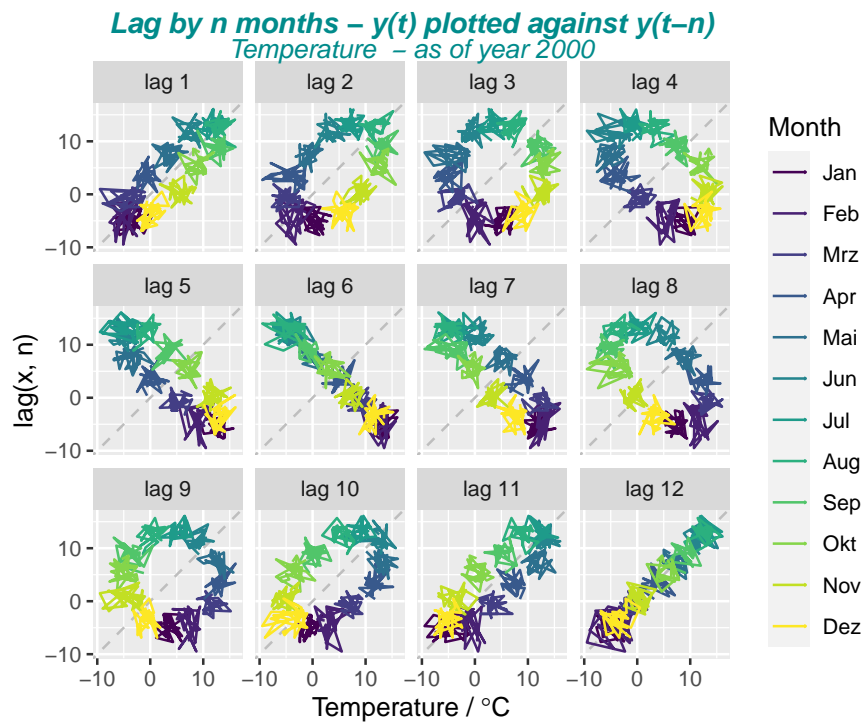 Lag by n months – y(t) plotted against y(t–n)
Temperature – as of year 2000
lag 1 lag 2 lag 3 lag 4
10
0
−10
lag 5 lag 6 lag 7 lag 8
10
0
−10
lag 9 lag 10 lag 11 lag 12
10
0
−10
−10 0 10 −10 0 10 −10 0 10 −10 0 10
lag(x, n)
Temperature / °C
Month
Jan
Feb
Mrz
Apr
Mai
Jun
Jul
Aug
Sep
Okt
Nov
Dez